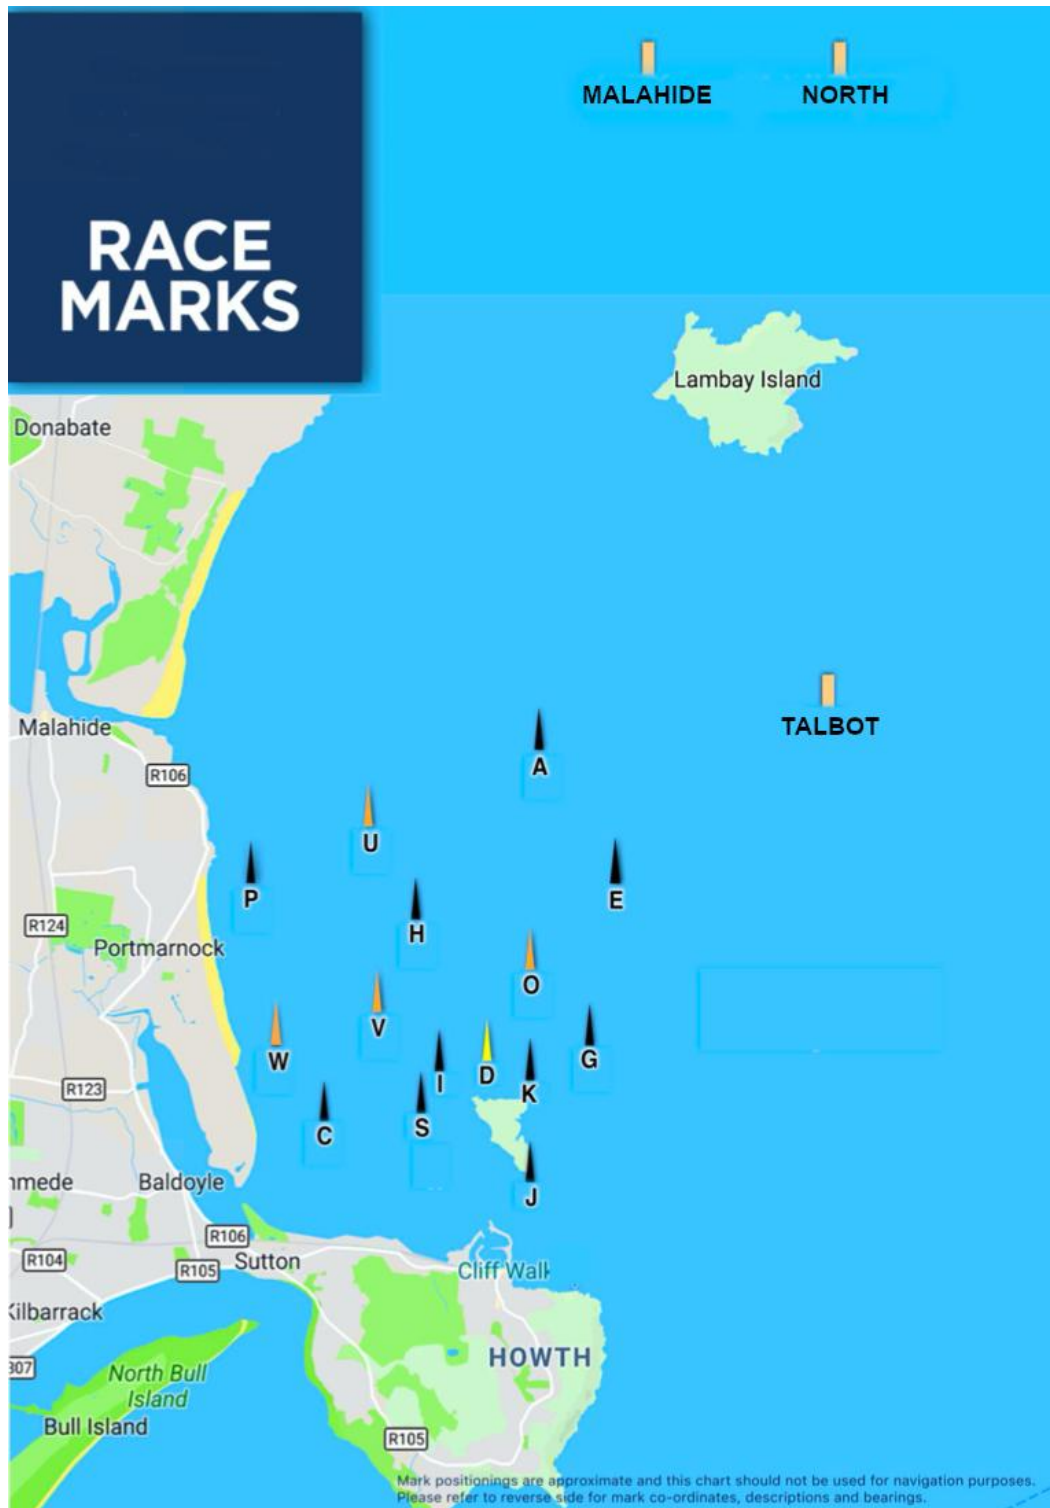 MALAHIDE
NORTH
RACE
MARKS
Lambay Island
Donabate
TALBOT
Malahide
A
R106
U
P
E
H
R124
Portmarnock
O
V
W
G
D
I
K
R123
S
C
Baldoyle
J
R106
R104
Sutton
R105
Cliff Walk
Kilbarrack
HOWTH
North Bull
Island
Bull Island
R105
Mark positionings are approximate and this chart should not be used for navigation purposes.
Please refer to reverse side for mark co-ordinates, descriptions and bearings.